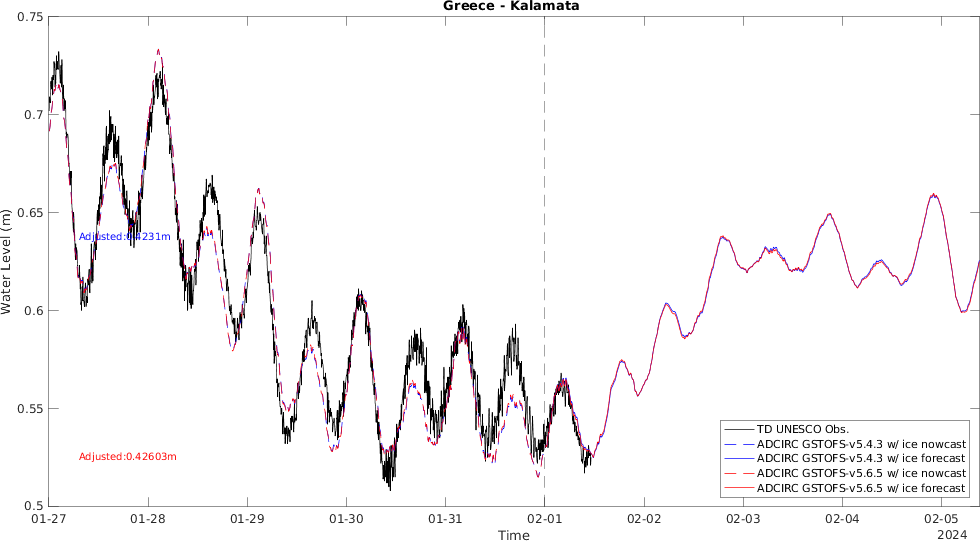 Greece - Kalamata
0.75
0.7
0.65
0.6
0.55
0.5
Water Level (m)
Adjusted:0.4231m
Adjusted:0.42603m
TD UNESCO Obs.
ADCIRC GSTOFS-v5.4.3 w/ ice nowcast
ADCIRC GSTOFS-v5.4.3 w/ ice forecast
ADCIRC GSTOFS-v5.6.5 w/ ice nowcast
ADCIRC GSTOFS-v5.6.5 w/ ice forecast
01-27 01-28 01-29 01-30 01-31 02-01 02-02 02-03 02-04 02-05
Time
2024